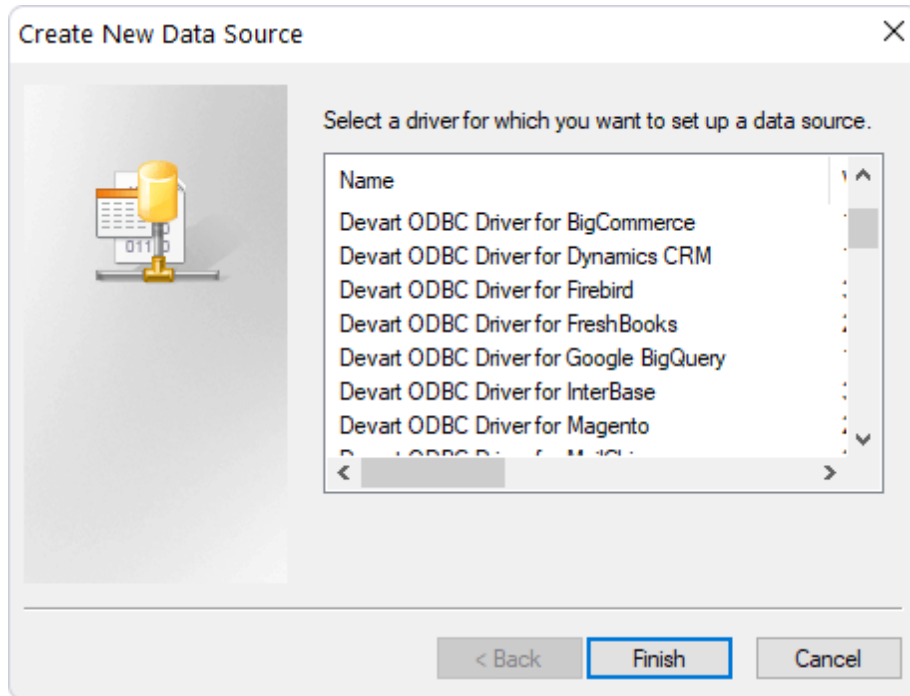 Create New Data Source
Select a driver for which you want to set up a data source.
Name
Devart ODBC Driver for BigCommerce
Devart ODBC Driver for Dynamics CRM
Devart ODBC Driver for Firebird
Devart ODBC Driver for FreshBooks
Devart ODBC Driver for Google BigQuery
Devart ODBC Driver for InterBase
Devart ODBC Driver for Magento
< Back
Finish
Cancel